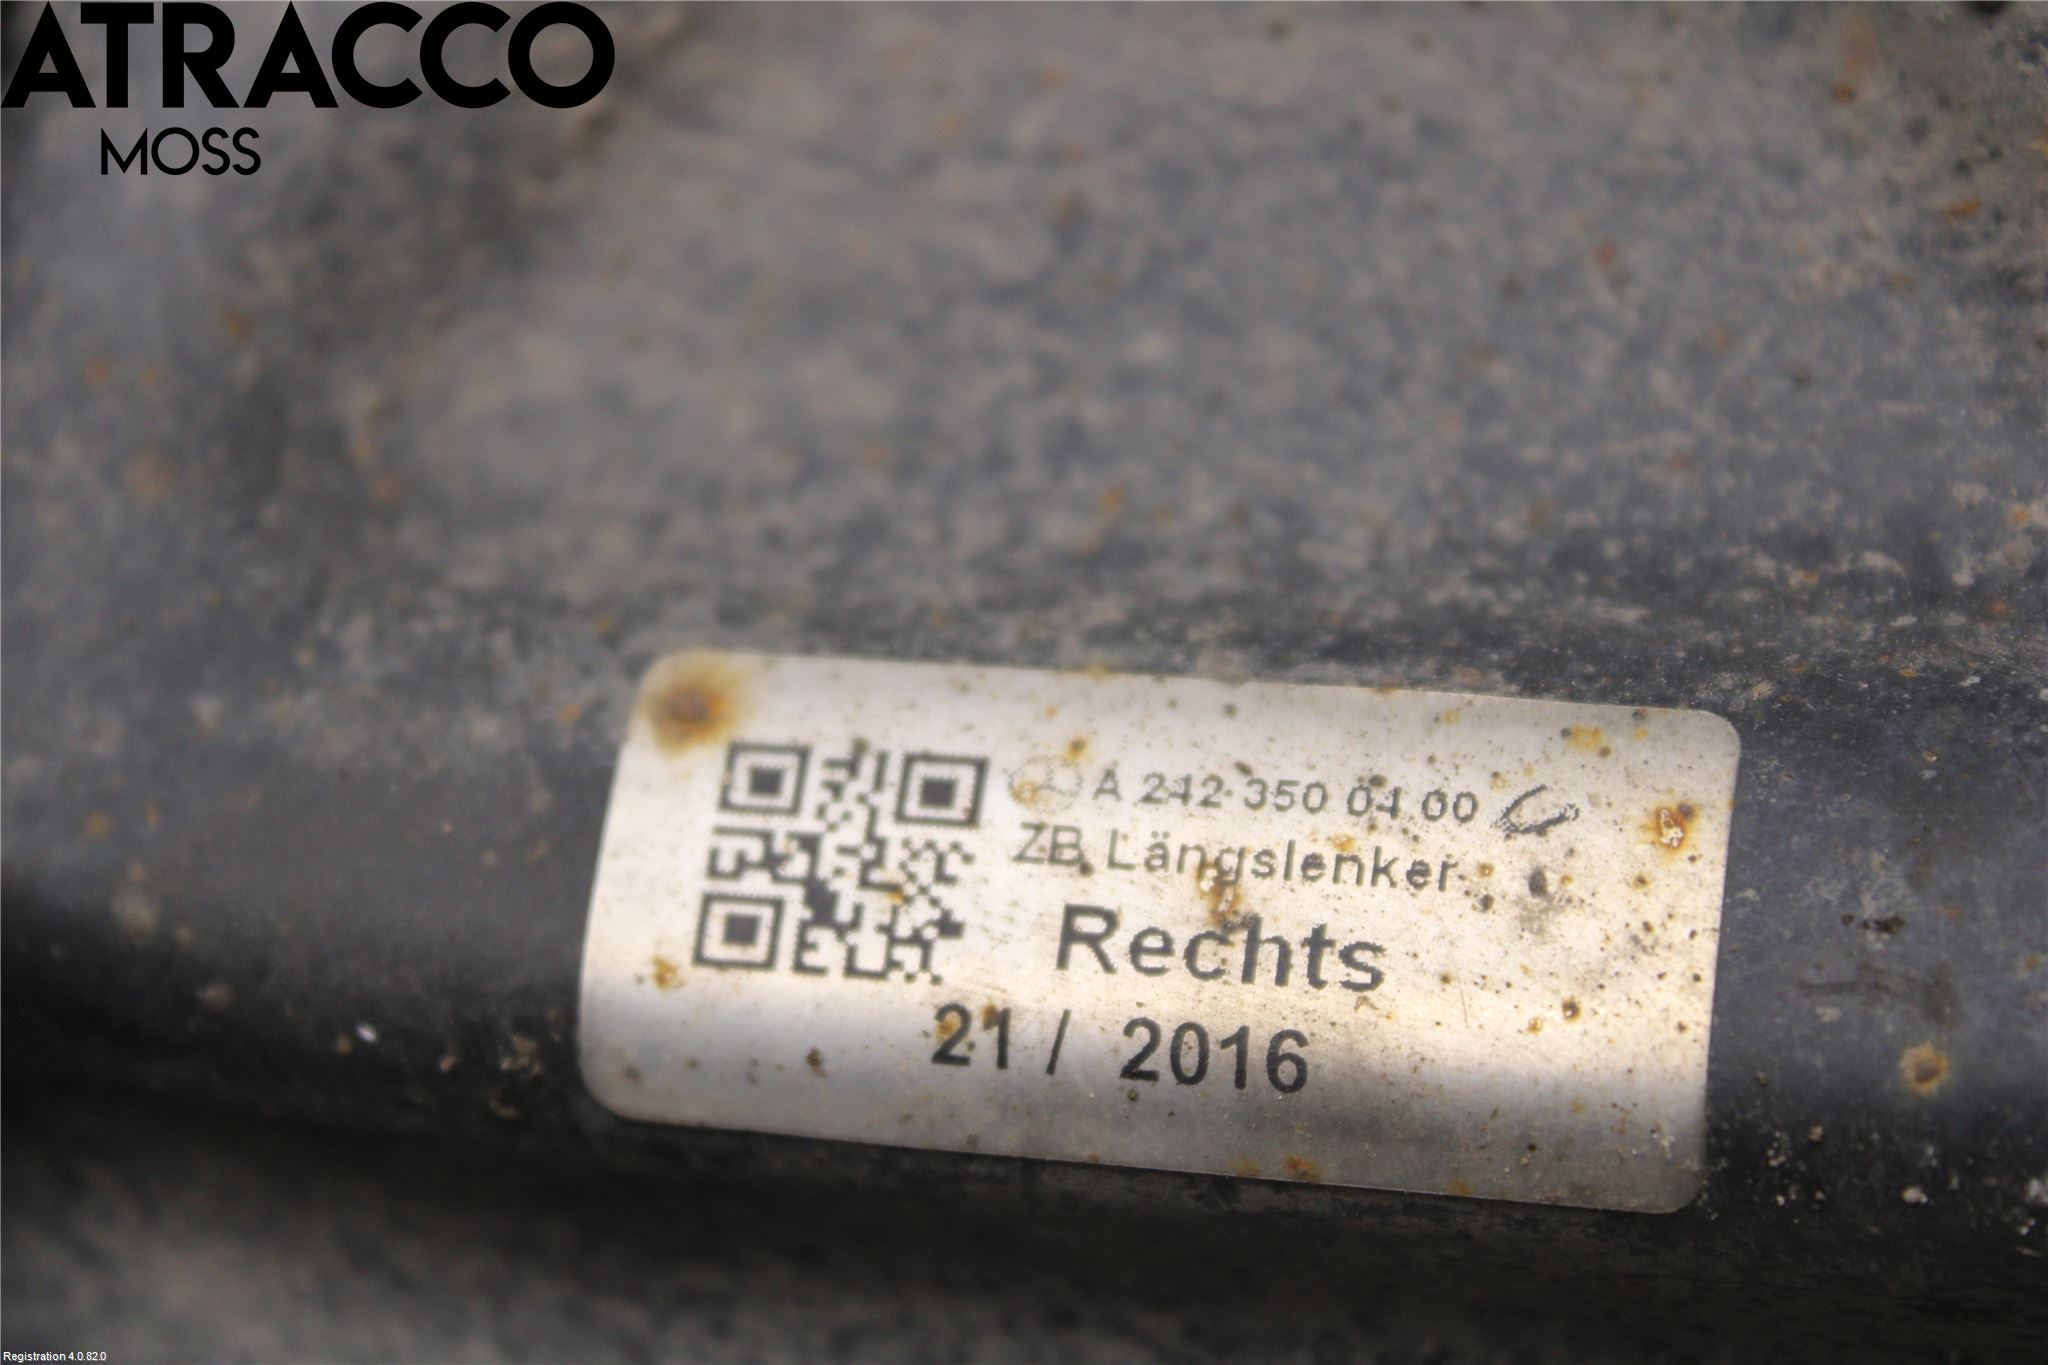 ATRACCO
MOSS
A 242 350 04 00
ZB Längslenker
Rechts
21 / 2016
Registration 4.0.82.0